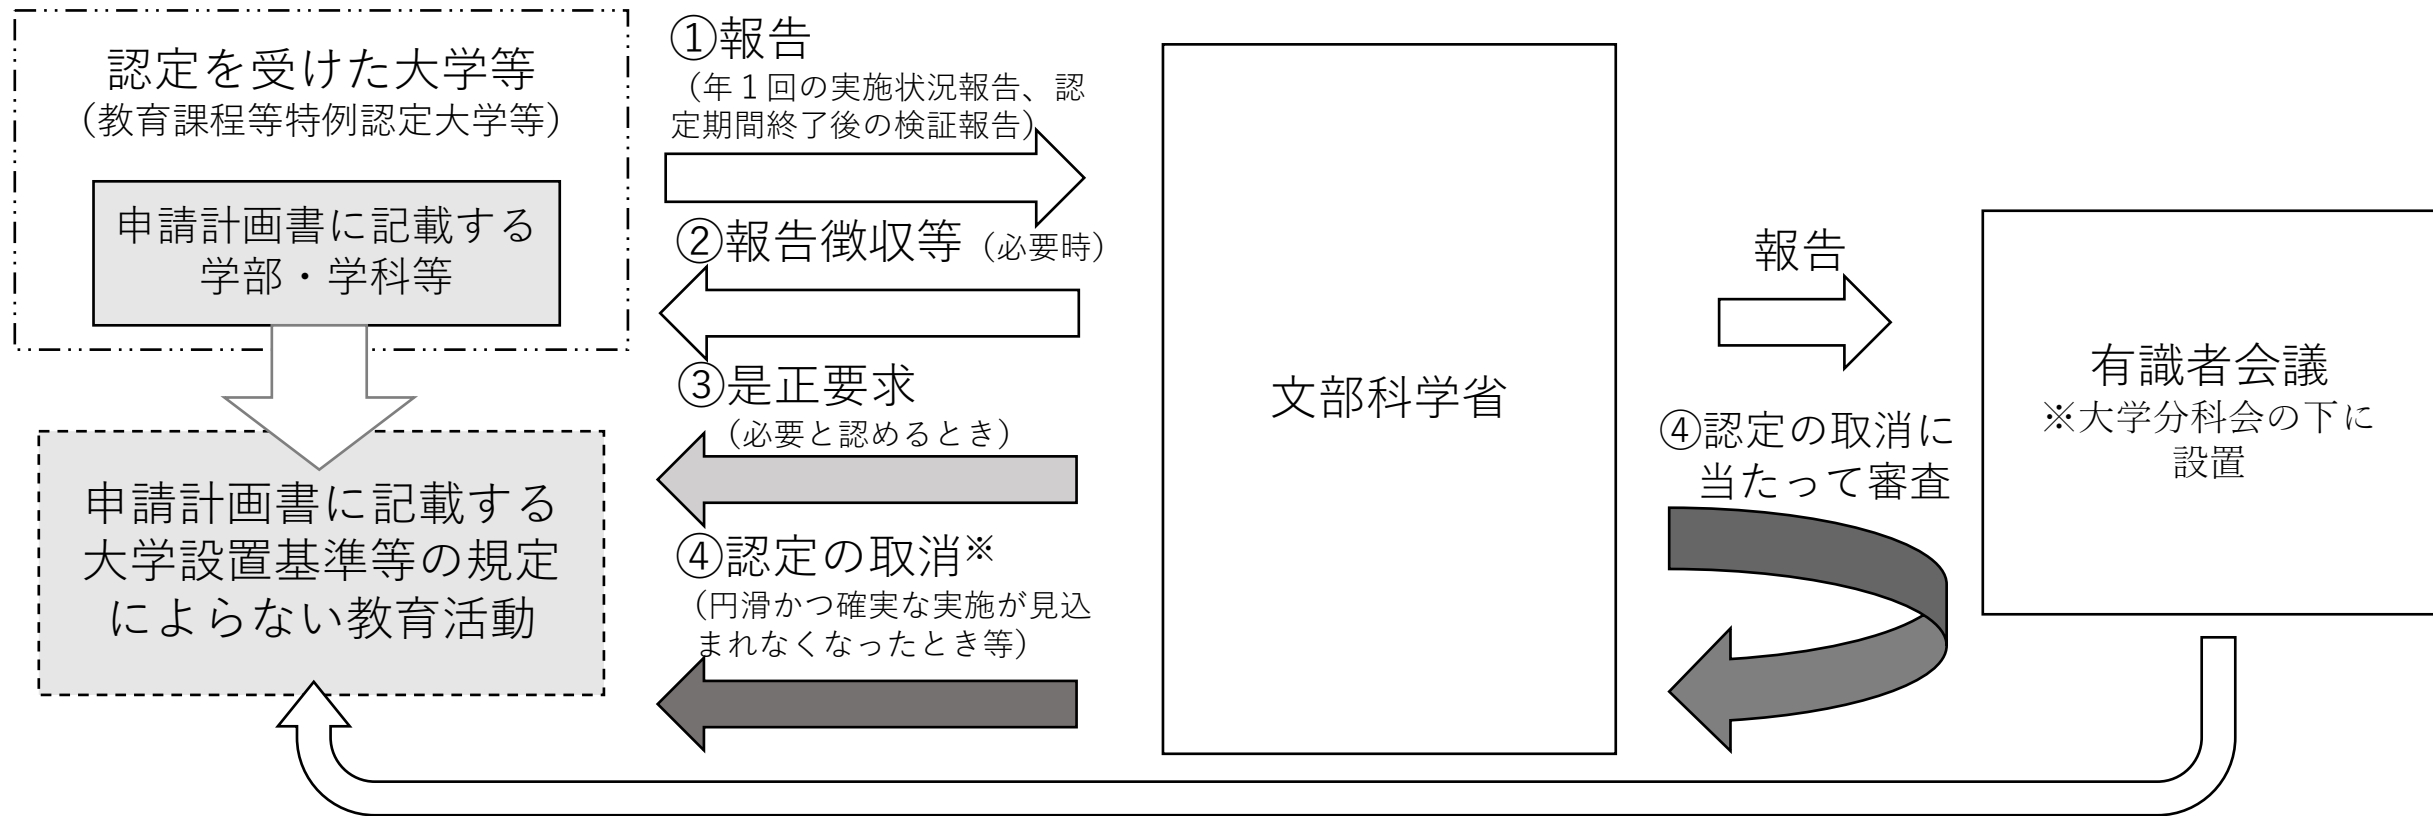 認定を受けた大学等
（教育課程等特例認定大学等）
申請計画書に記載する
学部・学科等
申請計画書に記載する
大学設置基準等の規定
によらない教育活動
①報告
（年１回の実施状況報告、認
定期間終了後の検証報告）
②報告徴収等（必要時）
③是正要求
（必要と認めるとき）
④認定の取消※
（円滑かつ確実な実施が見込
まれなくなったとき等）
文部科学省
報告
④認定の取消に
当たって審査
有識者会議
※大学分科会の下に
設置